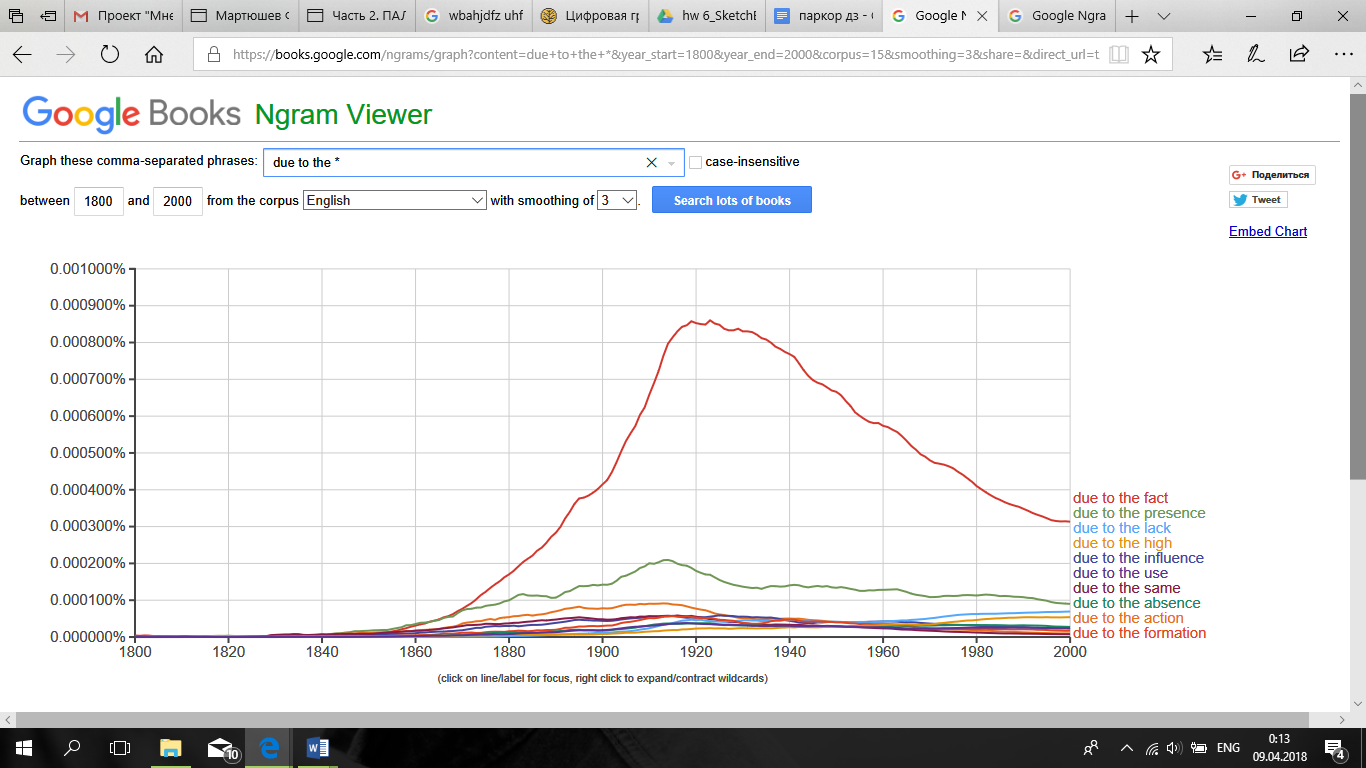 Проект "Мне
Мартюшев С
Часть 2. ПАЛ
wbahjdfz uhf
Цифровая гр
hw 6_SketchE
паркор дз - (
Google N
Google Ngra
https://books.google.com/ngrams/graph?content=due+to+the+*&year_start=1800&year_end=2000&corpus=15&smoothing=3&share=&direct_url=t
Google Books Ngram Viewer
Graph these comma-separated phrases: due to the * case-insensitive
between 1800 and 2000 from the corpus English with smoothing of 3 . Search lots of books
G+ Поделиться
Tweet
Embed Chart
0.001000%
0.000900%
0.000800%
0.000700%
0.000600%
0.000500%
0.000400%
0.000300%
0.000200%
0.000100%
0.000000%
due to the fact
due to the presence
due to the lack
due to the high
due to the influence
due to the use
due to the same
due to the absence
due to the action
due to the formation
1800 1820 1840 1860 1880 1900 1920 1940 1960 1980 2000
(click on line/label for focus, right click to expand/contract wildcards)
10
ENG
0:13
09.04.2018
4